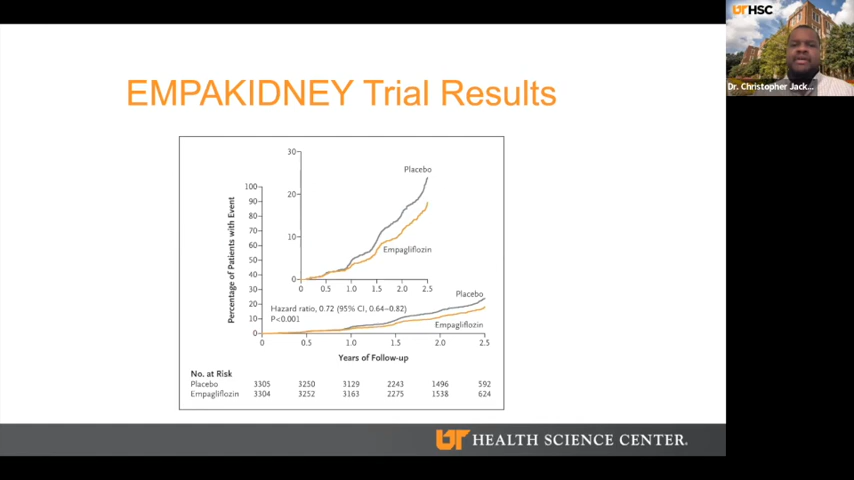 UTHSC
Dr. Christopher Jack...
EMPAKIDNEY Trial Results
30
20
10
0
0 0.5 1.0 1.5 2.0 2.5
Placebo
Empagliflozin
Percentage of Patients with Event
100
90
80
70
60
50
40
30
20
10
0
0 0.5 1.0 1.5 2.0 2.5
Placebo
Empagliflozin
Hazard ratio, 0.72 (95% CI, 0.64–0.82)
P<0.001
Years of Follow-up
No. at Risk
Placebo 3305 3250 3129 2243 1496 592
Empagliflozin 3304 3252 3163 2275 1538 624
UT HEALTH SCIENCE CENTER.